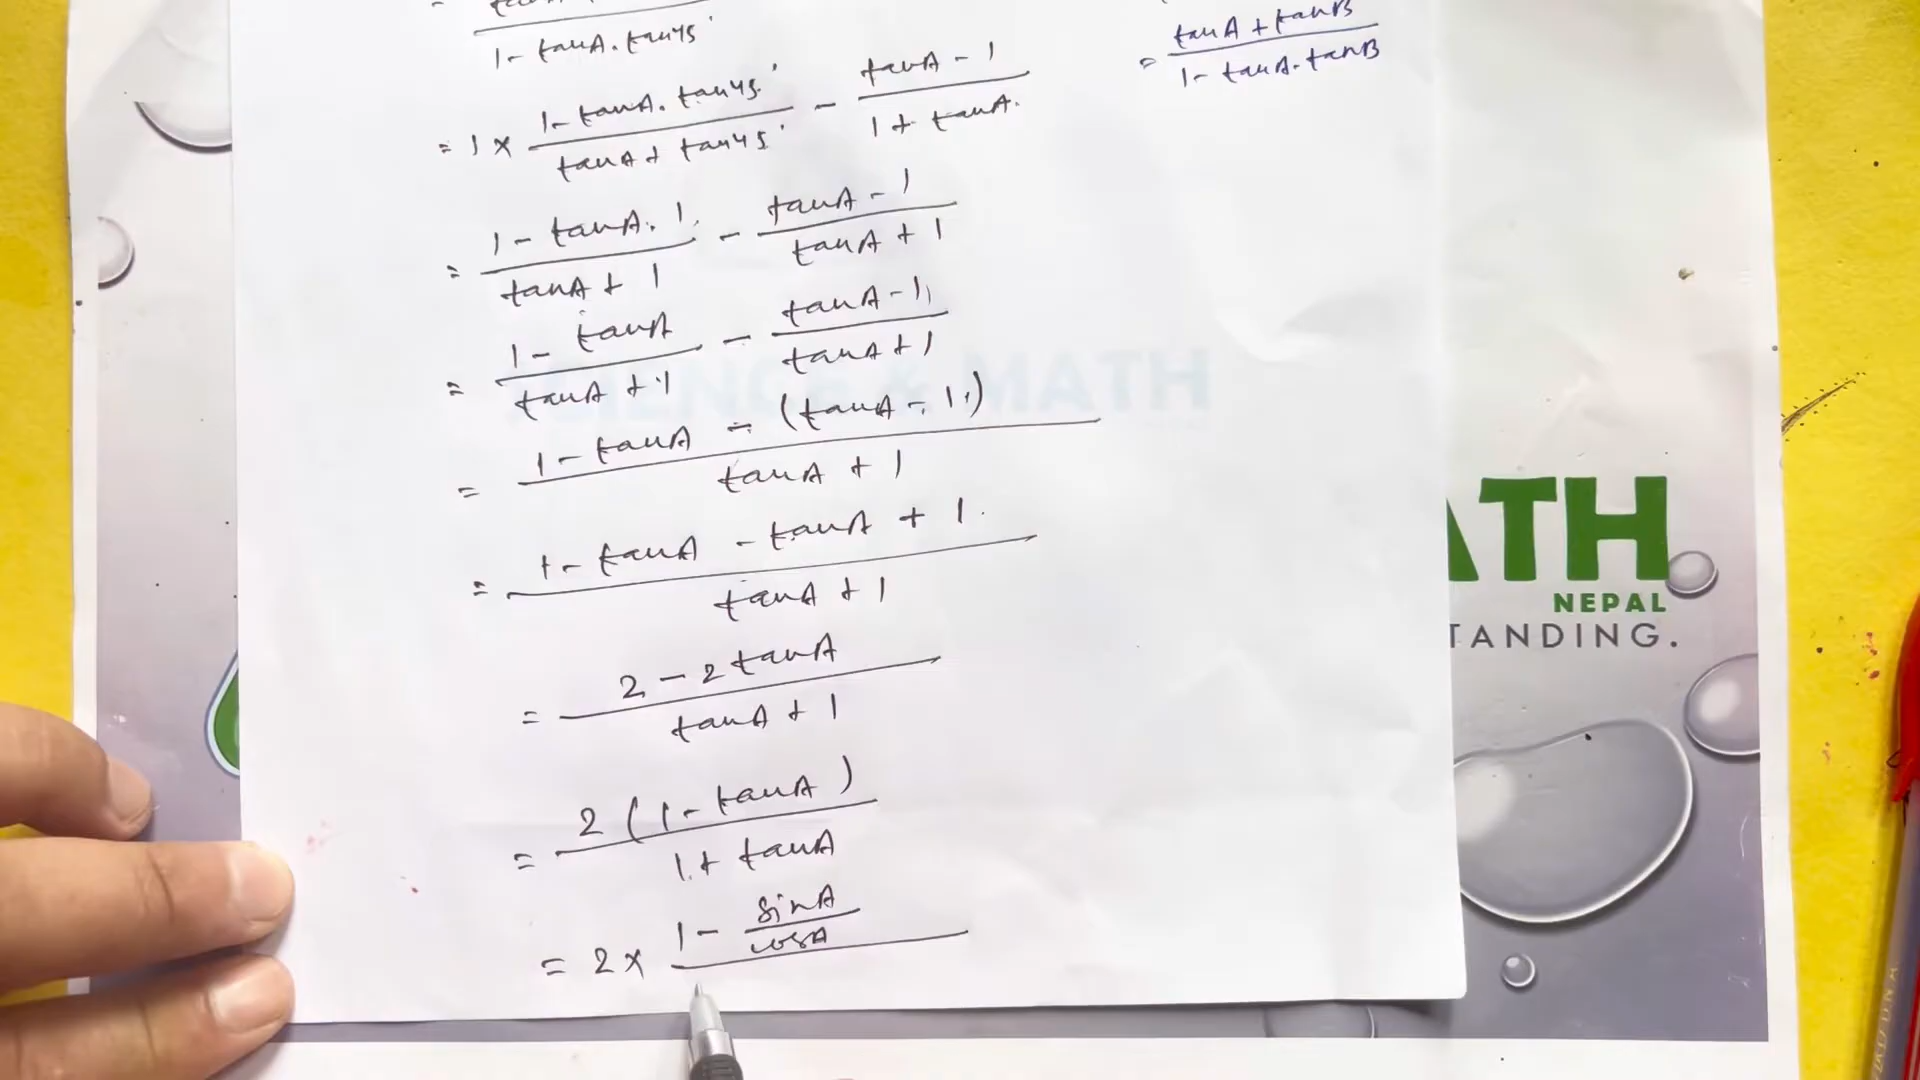 1 - tanA . tan45°
= 1 × (1 - tanA . tan45°)/(tanA + tan45°) - (tanA - 1)/(1 + tanA.)
= (1 - tanA . 1)/(tanA + 1) - (tanA - 1)/(tanA + 1)
= (1 - tanA)/(tanA + 1) - (tanA - 1)/(tanA + 1)
= (1 - tanA - (tanA - 1))/(tanA + 1)
= (1 - tanA - tanA + 1)/(tanA + 1)
= (2 - 2tanA)/(tanA + 1)
= 2(1 - tanA)/(1 + tanA)
= 2 × 1 - sinA/cosA
= (tanA + tanB)/(1 - tanA . tanB)
SCIENCE & MATH
ATH
NEPAL
TANDING.